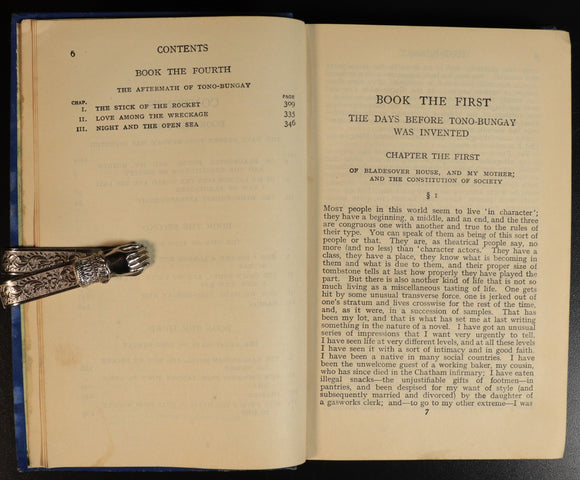 6 CONTENTS
BOOK THE FOURTH
THE AFTERMATH OF TONO-BUNGAY
CHAP. PAGE
I. THE STICK OF THE ROCKET 309
II. LOVE AMONG THE WRECKAGE 335
III. NIGHT AND THE OPEN SEA 346
BOOK THE FIRST
THE DAYS BEFORE TONO-BUNGAY
WAS INVENTED
CHAPTER THE FIRST
OF BLADESOVER HOUSE, AND MY MOTHER;
AND THE CONSTITUTION OF SOCIETY
§ 1
MOST people in this world seem to live 'in character';
they have a beginning, a middle, and an end, and the three
are congruous one with another and true to the rules of
their type. You can speak of them as being of this sort of
people or that. They are, as theatrical people say, no
more (and no less) than 'character actors.' They have a
class, they have a place, they know what is becoming in
them and what is due to them, and their proper size of
tombstone tells at last how properly they have played the
part. But there is also another kind of life that is not so
much living as a miscellaneous tasting of life. One gets
hit by some unusual transverse force, one is jerked out of
one's stratum and lives crosswise for the rest of the time,
and, as it were, in a succession of samples. That has
been my lot, and that is what has set me at last writing
something in the nature of a novel. I have got an unusual
series of impressions that I want very urgently to tell.
I have seen life at very different levels, and at all these levels
I have seen it with a sort of intimacy and in good faith.
I have been a native in many social countries. I have
been the unwelcome guest of a working baker, my cousin,
who has since died in the Chatham infirmary; I have eaten
illegal snacks—the unjustifiable gifts of footmen—in
pantries, and been despised for my want of style (and
subsequently married and divorced) by the daughter of
a gasworks clerk; and—to go to my other extreme—I was
7